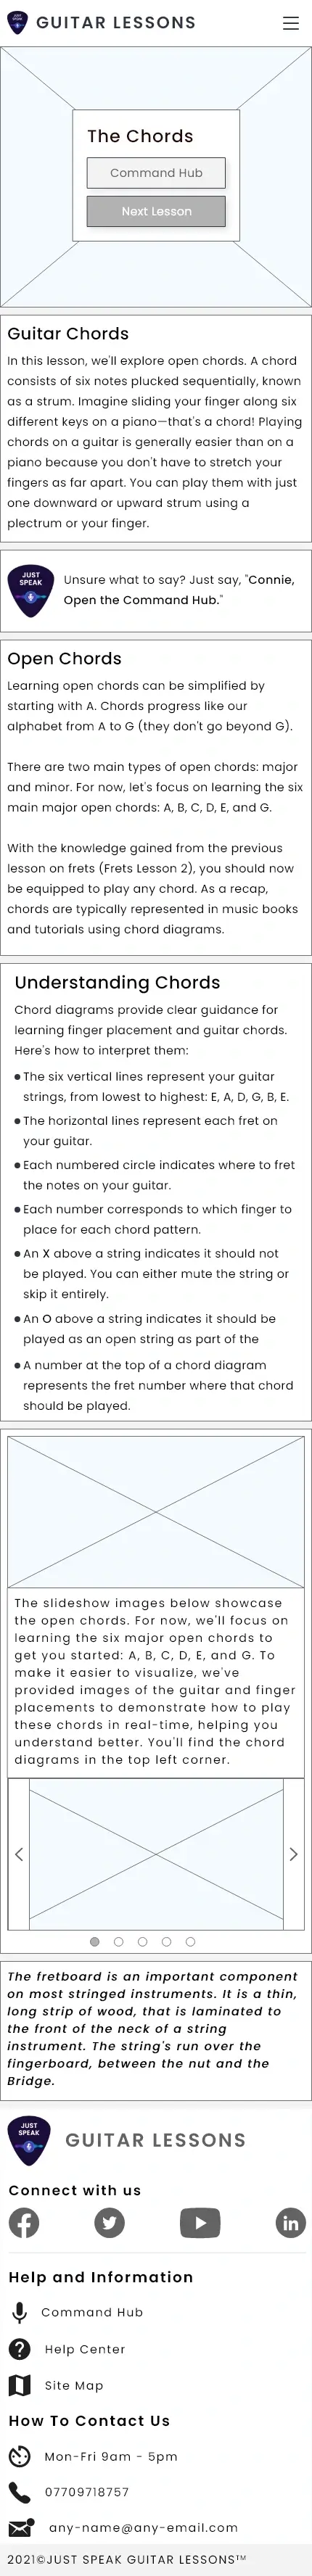 JUST SPEAK
GUITAR LESSONS
The Chords
Command Hub
Next Lesson
Guitar Chords
In this lesson, we'll explore open chords. A chord
consists of six notes plucked sequentially, known
as a strum. Imagine sliding your finger along six
different keys on a piano—that's a chord! Playing
chords on a guitar is generally easier than on a
piano because you don't have to stretch your
fingers as far apart. You can play them with just
one downward or upward strum using a
plectrum or your finger.
JUST
SPEAK
Unsure what to say? Just say, "Connie,
Open the Command Hub."
Open Chords
Learning open chords can be simplified by
starting with A. Chords progress like our
alphabet from A to G (they don't go beyond G).
There are two main types of open chords: major
and minor. For now, let's focus on learning the six
main major open chords: A, B, C, D, E, and G.
With the knowledge gained from the previous
lesson on frets (Frets Lesson 2), you should now
be equipped to play any chord. As a recap,
chords are typically represented in music books
and tutorials using chord diagrams.
Understanding Chords
Chord diagrams provide clear guidance for
learning finger placement and guitar chords.
Here's how to interpret them:
• The six vertical lines represent your guitar
strings, from lowest to highest: E, A, D, G, B, E.
• The horizontal lines represent each fret on
your guitar.
• Each numbered circle indicates where to fret
the notes on your guitar.
• Each number corresponds to which finger to
place for each chord pattern.
• An X above a string indicates it should not
be played. You can either mute the string or
skip it entirely.
• An O above a string indicates it should be
played as an open string as part of the
• A number at the top of a chord diagram
represents the fret number where that chord
should be played.
The slideshow images below showcase
the open chords. For now, we'll focus on
learning the six major open chords to
get you started: A, B, C, D, E, and G. To
make it easier to visualize, we've
provided images of the guitar and finger
placements to demonstrate how to play
these chords in real-time, helping you
understand better. You'll find the chord
diagrams in the top left corner.
The fretboard is an important component
on most stringed instruments. It is a thin,
long strip of wood, that is laminated to
the front of the neck of a string
instrument. The string's run over the
fingerboard, between the nut and the
Bridge.
JUST
SPEAK
GUITAR LESSONS
Connect with us
Help and Information
Command Hub
Help Center
Site Map
How To Contact Us
Mon-Fri 9am - 5pm
07709718757
any-name@any-email.com
2021©JUST SPEAK GUITAR LESSONS™